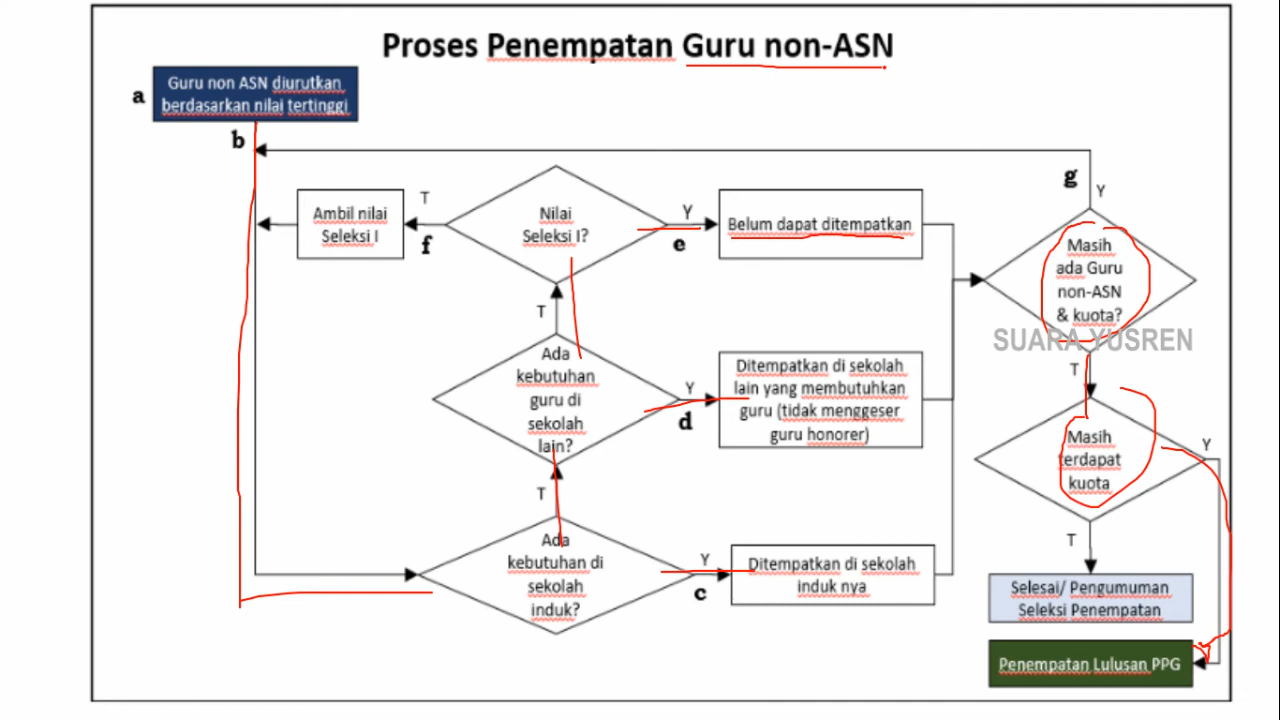 Proses Penempatan Guru non-ASN
a
Guru non ASN diurutkan
berdasarkan nilai tertinggi
b
Ambil nilai
Seleksi I
T
f
Nilai
Seleksi I?
Y
e
Belum dapat ditempatkan
g
Y
Masih
ada Guru
non-ASN
& kuota?
SUARA YUSREN
T
Ada
kebutuhan
guru di
sekolah
lain?
Y
d
Ditempatkan di sekolah
lain yang membutuhkan
guru (tidak menggeser
guru honorer)
T
Masih
terdapat
kuota
Y
T
Ada
kebutuhan di
sekolah
induk?
Y
c
Ditempatkan di sekolah
induk nya
T
Selesai/ Pengumuman
Seleksi Penempatan
Penempatan Lulusan PPG